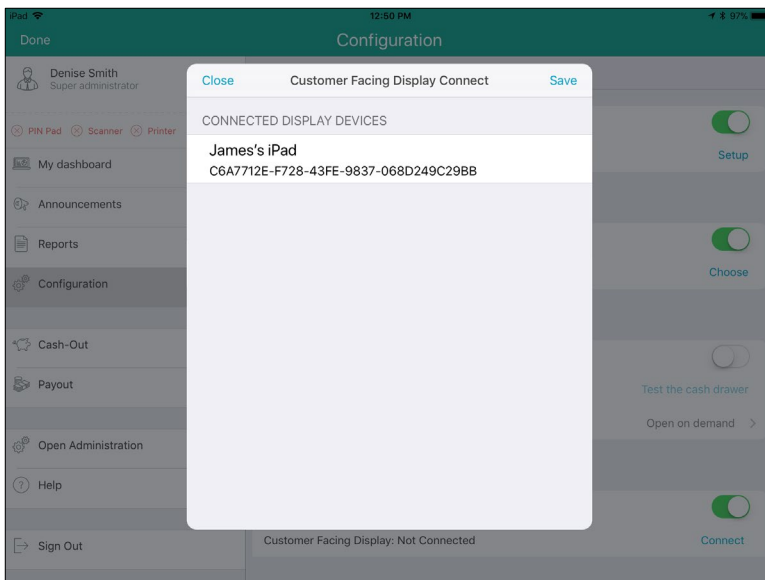 iPad 12:50 PM 97%
Done Configuration
Denise Smith
Super administrator
PIN Pad Scanner Printer
My dashboard
Announcements
Reports
Configuration
Cash-Out
Payout
Open Administration
Help
Sign Out
Close Customer Facing Display Connect Save
CONNECTED DISPLAY DEVICES
James's iPad
C6A7712E-F728-43FE-9837-068D249C29BB
Setup
Choose
Test the cash drawer
Open on demand
Customer Facing Display: Not Connected Connect